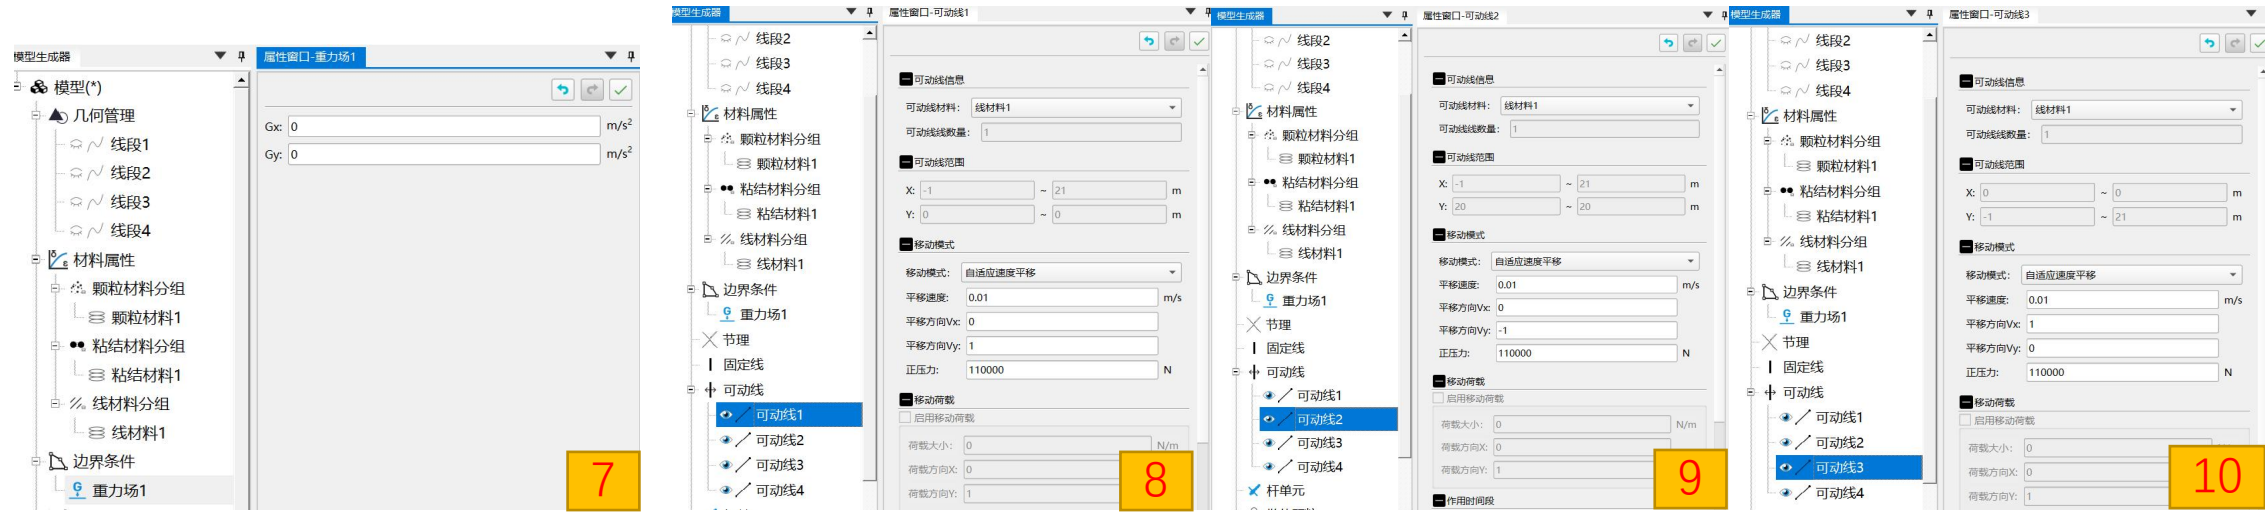 模型生成器
属性窗口-重力场1
模型(*)
几何管理
线段1
线段2
线段3
线段4
材料属性
颗粒材料分组
颗粒材料1
粘结材料分组
粘结材料1
线材料分组
线材料1
边界条件
重力场1
Gx: 0 m/s²
Gy: 0 m/s²
7
模型生成器
属性窗口-可动线1
线段2
线段3
线段4
材料属性
颗粒材料分组
颗粒材料1
粘结材料分组
粘结材料1
线材料分组
线材料1
边界条件
重力场1
节理
固定线
可动线
可动线1
可动线2
可动线3
可动线4
可动线信息
可动线材料: 线材料1
可动线线数量: 1
可动线范围
X: -1 ~ 21 m
Y: 0 ~ 0 m
移动模式
移动模式: 自适应速度平移
平移速度: 0.01 m/s
平移方向Vx: 0
平移方向Vy: 1
正压力: 110000 N
移动荷载
启用移动荷载
荷载大小: 0 N/m
荷载方向X: 0
荷载方向Y: 1
8
模型生成器
属性窗口-可动线2
线段2
线段3
线段4
材料属性
颗粒材料分组
颗粒材料1
粘结材料分组
粘结材料1
线材料分组
线材料1
边界条件
重力场1
节理
固定线
可动线
可动线1
可动线2
可动线3
可动线4
杆单元
可动线信息
可动线材料: 线材料1
可动线线数量: 1
可动线范围
X: -1 ~ 21 m
Y: 20 ~ 20 m
移动模式
移动模式: 自适应速度平移
平移速度: 0.01 m/s
平移方向Vx: 0
平移方向Vy: -1
正压力: 110000 N
移动荷载
启用移动荷载
荷载大小: 0 N/m
荷载方向X: 0
荷载方向Y: 1
作用时间段
9
模型生成器
属性窗口-可动线3
线段2
线段3
线段4
材料属性
颗粒材料分组
颗粒材料1
粘结材料分组
粘结材料1
线材料分组
线材料1
边界条件
重力场1
节理
固定线
可动线
可动线1
可动线2
可动线3
可动线4
可动线信息
可动线材料: 线材料1
可动线线数量: 1
可动线范围
X: 0 ~ 0 m
Y: -1 ~ 21 m
移动模式
移动模式: 自适应速度平移
平移速度: 0.01 m/s
平移方向Vx: 1
平移方向Vy: 0
正压力: 110000 N
移动荷载
启用移动荷载
荷载大小: 0
荷载方向X: 0
荷载方向Y: 1
10